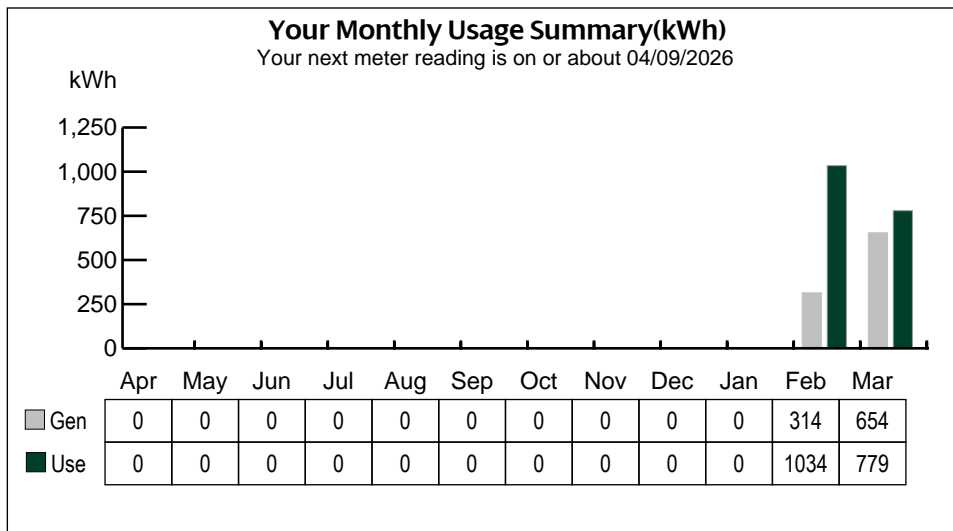 Your Monthly Usage Summary(kWh)
Your next meter reading is on or about 04/09/2026
kWh
1,250
1,000
750
500
250
0
Apr May Jun Jul Aug Sep Oct Nov Dec Jan Feb Mar
Gen 0 0 0 0 0 0 0 0 0 0 314 654
Use 0 0 0 0 0 0 0 0 0 0 1034 779